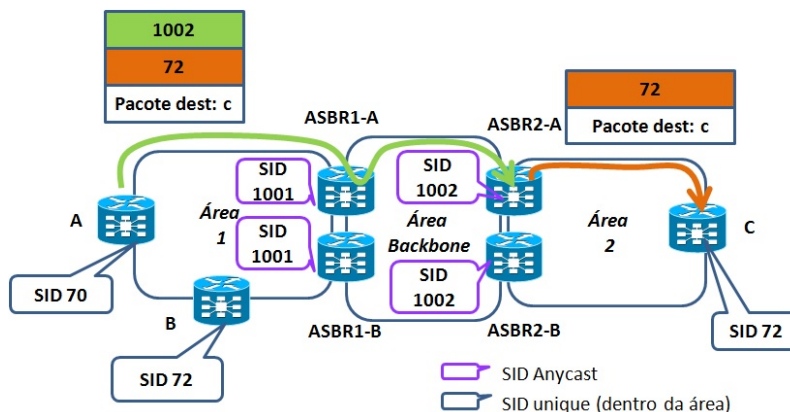 1002
72
Pacote dest: c
72
Pacote dest: c
ASBR1-A
ASBR2-A
SID
1001
SID
1002
A
Área
1
SID
1001
Área
Backbone
Área
2
C
SID
1002
SID 70
B
ASBR1-B
ASBR2-B
SID 72
SID 72
SID Anycast
SID unique (dentro da área)